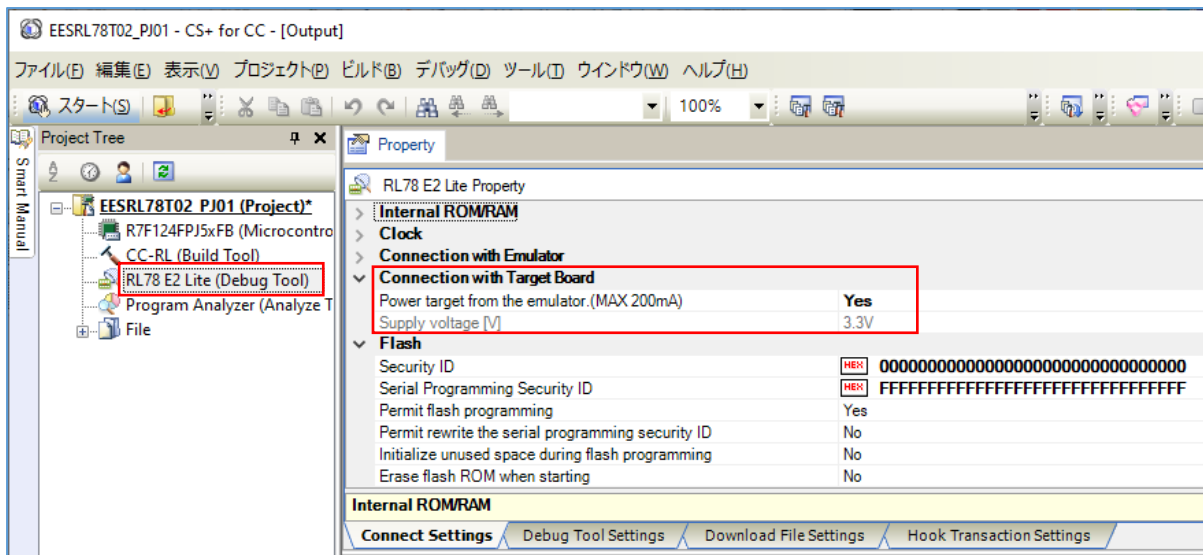 EESRL78T02_PJ01 - CS+ for CC - [Output]
ファイル(F) 編集(E) 表示(V) プロジェクト(P) ビルド(B) デバッグ(D) ツール(T) ウインドウ(W) ヘルプ(H)
スタート(S) 100%
Smart Manual
Project Tree
EESRL78T02_PJ01 (Project)*
R7F124FPJ5xFB (Microcontro
CC-RL (Build Tool)
RL78 E2 Lite (Debug Tool)
Program Analyzer (Analyze T
File
Property
RL78 E2 Lite Property
Internal ROM/RAM
Clock
Connection with Emulator
Connection with Target Board
Power target from the emulator.(MAX 200mA) Yes
Supply voltage [V] 3.3V
Flash
Security ID HEX 00000000000000000000000000000000
Serial Programming Security ID HEX FFFFFFFFFFFFFFFFFFFFFFFFFFFFFFFF
Permit flash programming Yes
Permit rewrite the serial programming security ID No
Initialize unused space during flash programming No
Erase flash ROM when starting No
Internal ROM/RAM
Connect Settings Debug Tool Settings Download File Settings Hook Transaction Settings